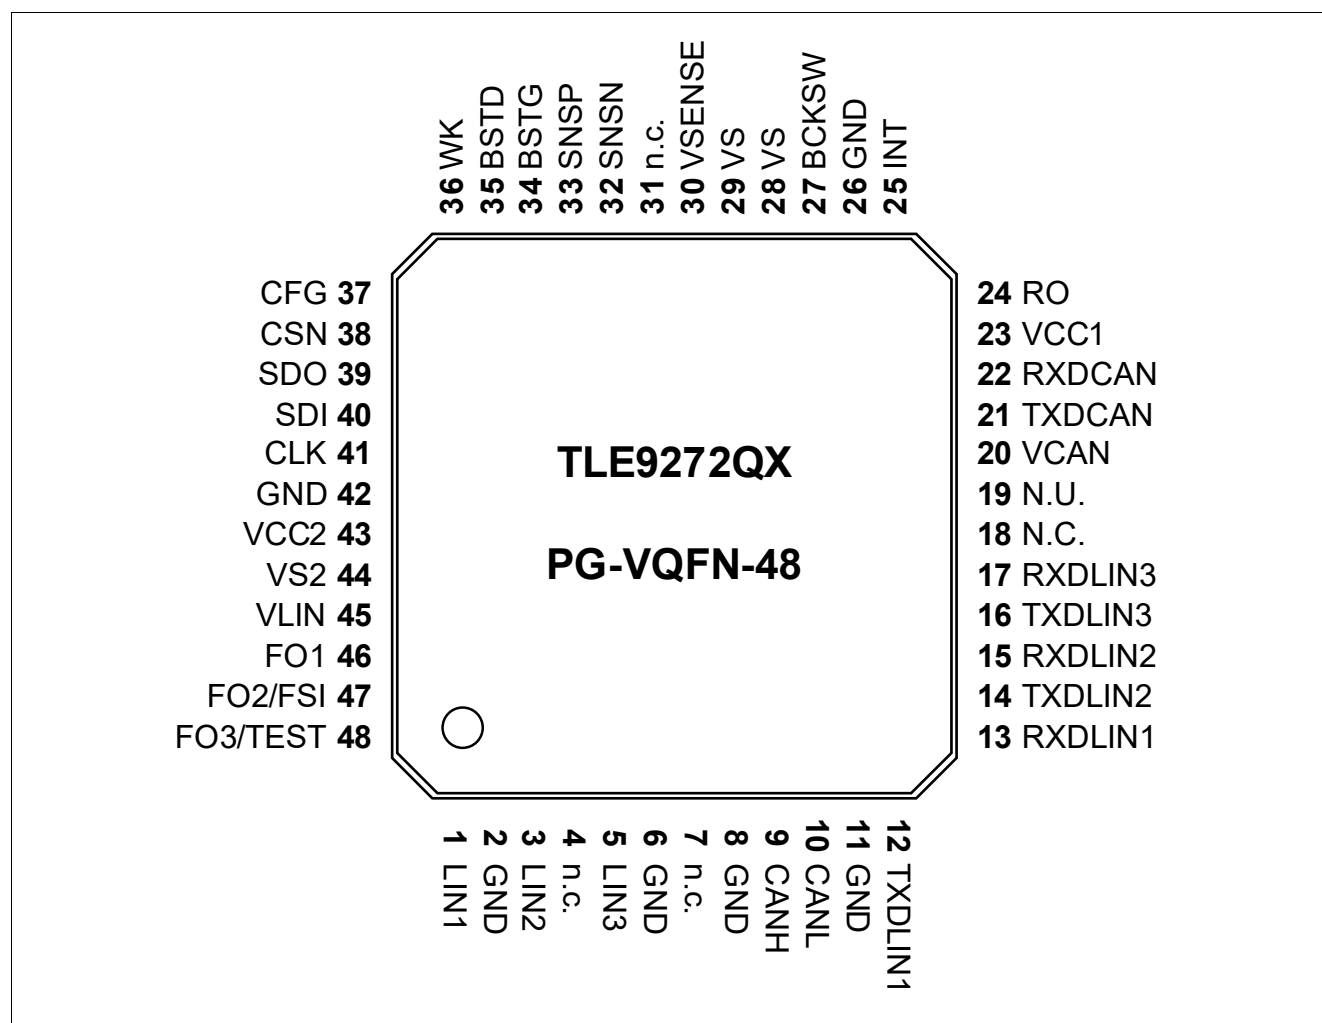 36 WK
35 BSTD
34 BSTG
33 SNSP
32 SNSN
31 n.c.
30 VSENSE
29 VS
28 VS
27 BCKSW
26 GND
25 INT
CFG 37
CSN 38
SDO 39
SDI 40
CLK 41
GND 42
VCC2 43
VS2 44
VLIN 45
FO1 46
FO2/FSI 47
FO3/TEST 48
TLE9272QX
PG-VQFN-48
24 RO
23 VCC1
22 RXDCAN
21 TXDCAN
20 VCAN
19 N.U.
18 N.C.
17 RXDLIN3
16 TXDLIN3
15 RXDLIN2
14 TXDLIN2
13 RXDLIN1
1 LIN1
2 GND
3 LIN2
4 n.c.
5 LIN3
6 GND
7 n.c.
8 GND
9 CANH
10 CANL
11 GND
12 TXDLIN1